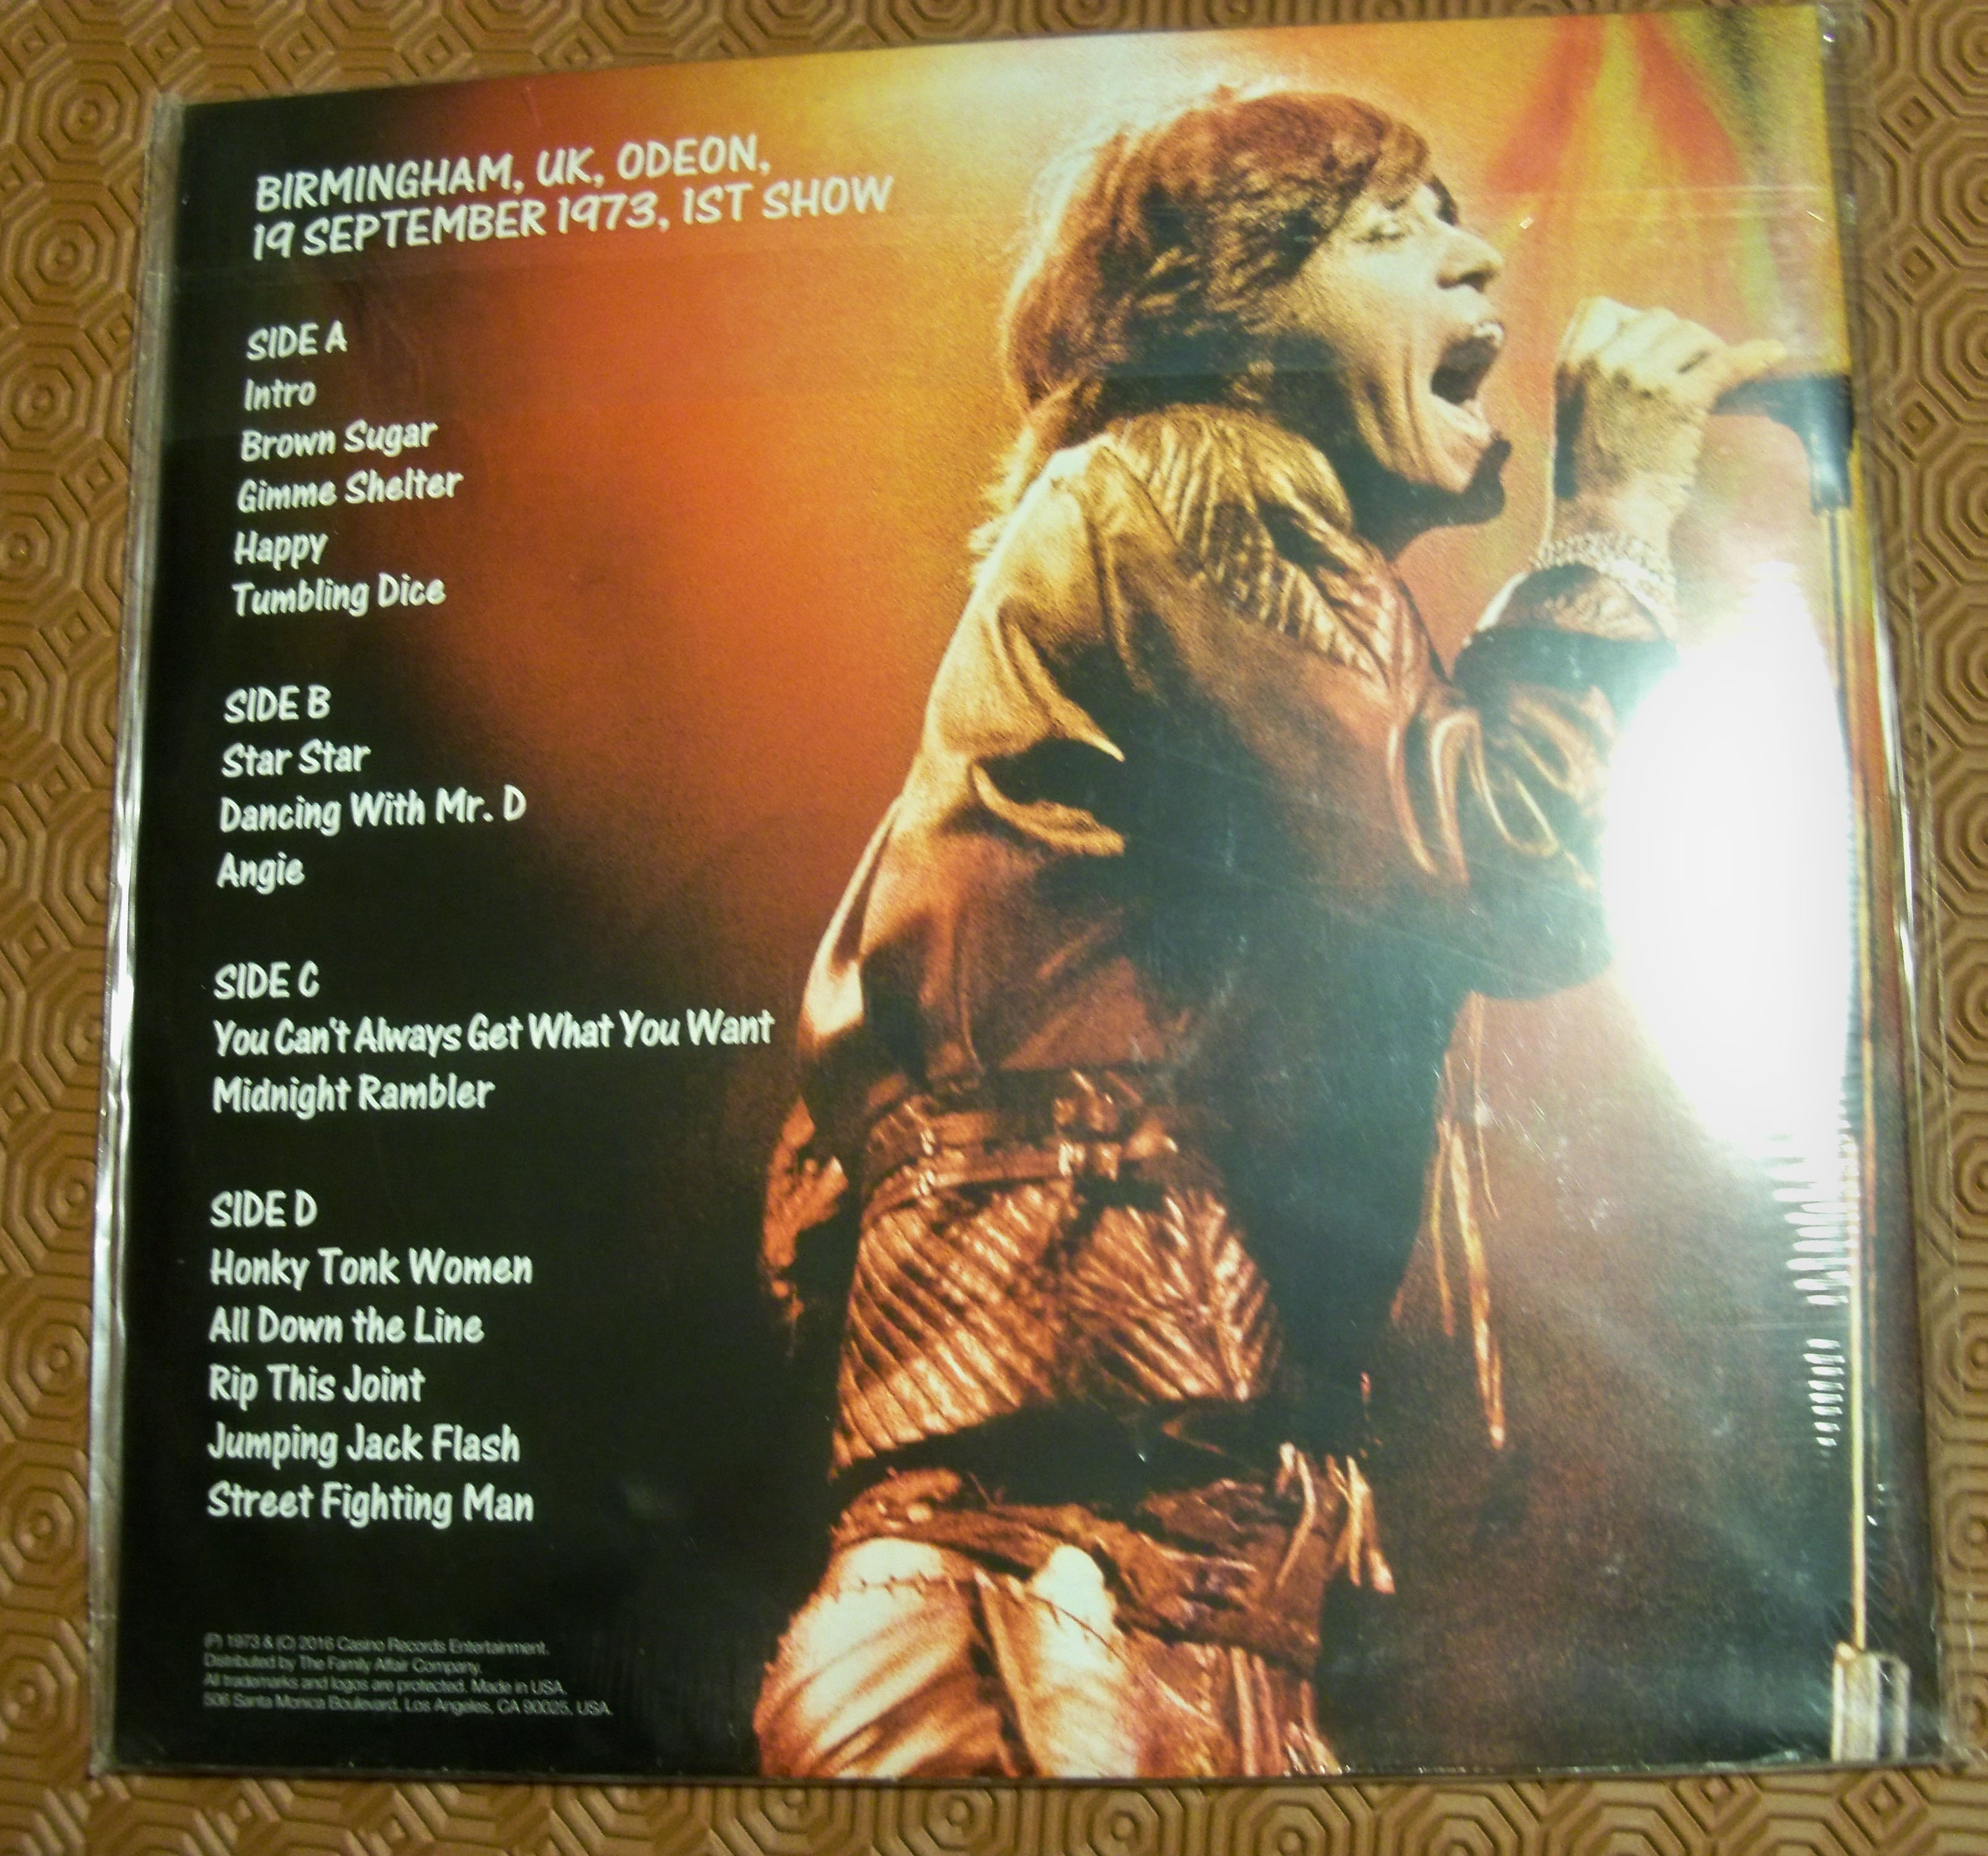 BIRMINGHAM, UK, ODEON,
19 SEPTEMBER 1973, 1ST SHOW
SIDE A
Intro
Brown Sugar
Gimme Shelter
Happy
Tumbling Dice
SIDE B
Star Star
Dancing With Mr. D
Angie
SIDE C
You Can't Always Get What You Want
Midnight Rambler
SIDE D
Honky Tonk Women
All Down the Line
Rip This Joint
Jumping Jack Flash
Street Fighting Man
(P) 1973 & (C) 2016 Casino Records Entertainment.
Distributed by The Family Affair Company.
All trademarks and logos are protected. Made in USA.
506 Santa Monica Boulevard, Los Angeles, CA 90025, USA.